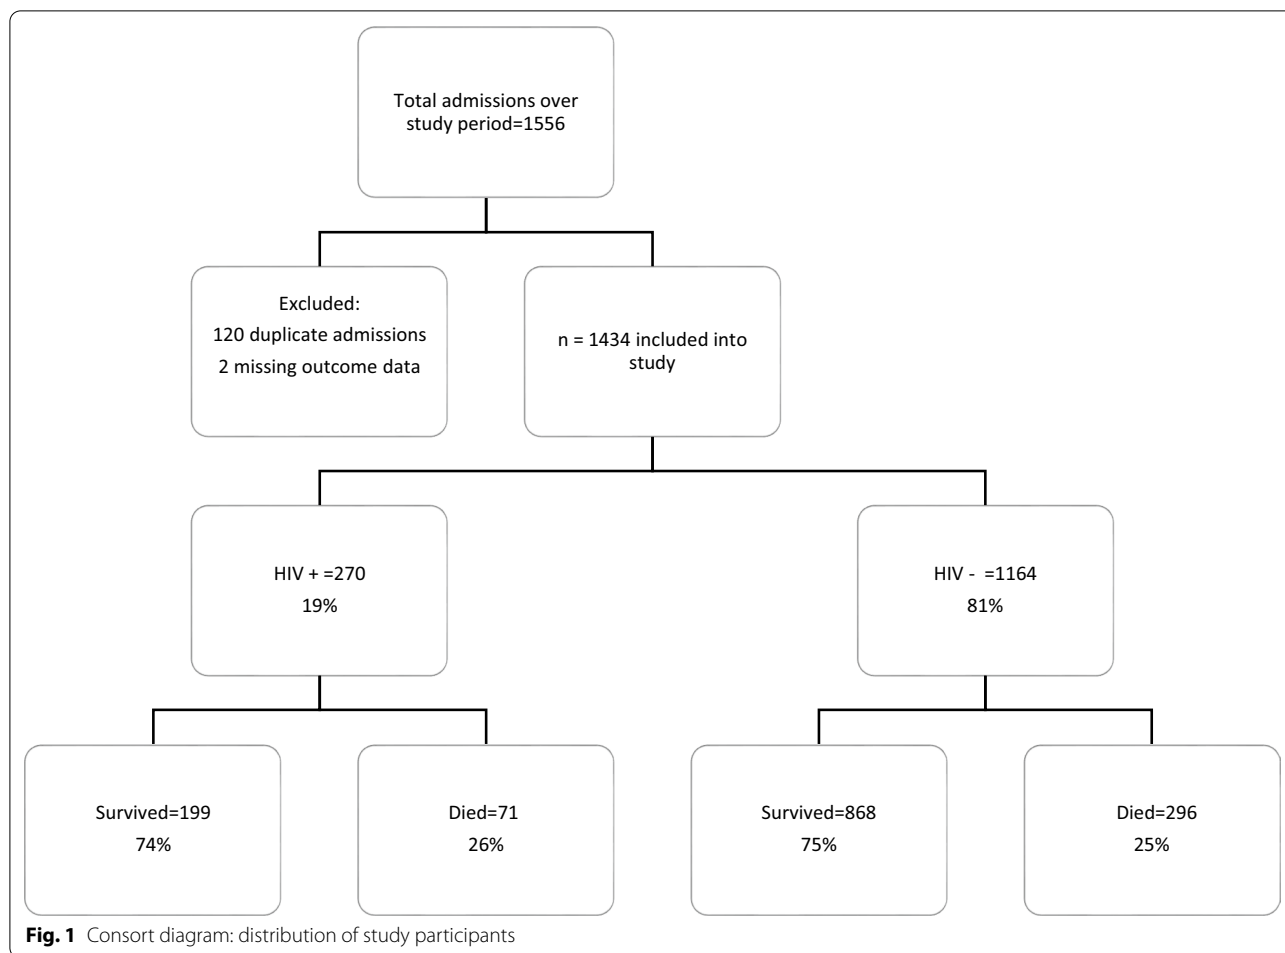 Total admissions over
study period=1556
Excluded:
120 duplicate admissions
2 missing outcome data
n = 1434 included into
study
HIV + =270
19%
HIV -  =1164
81%
Survived=199
74%
Died=71
26%
Survived=868
75%
Died=296
25%
Fig. 1 Consort diagram: distribution of study participants